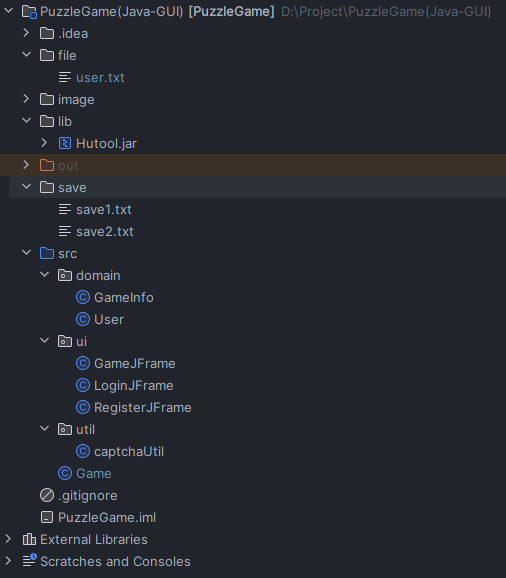 PuzzleGame(Java-GUI) [PuzzleGame] D:\Project\PuzzleGame(Java-GUI)
.idea
file
user.txt
image
lib
Hutool.jar
out
save
save1.txt
save2.txt
src
domain
C GameInfo
C User
ui
C GameJFrame
C LoginJFrame
C RegisterJFrame
util
C captchaUtil
C Game
.gitignore
PuzzleGame.iml
External Libraries
Scratches and Consoles